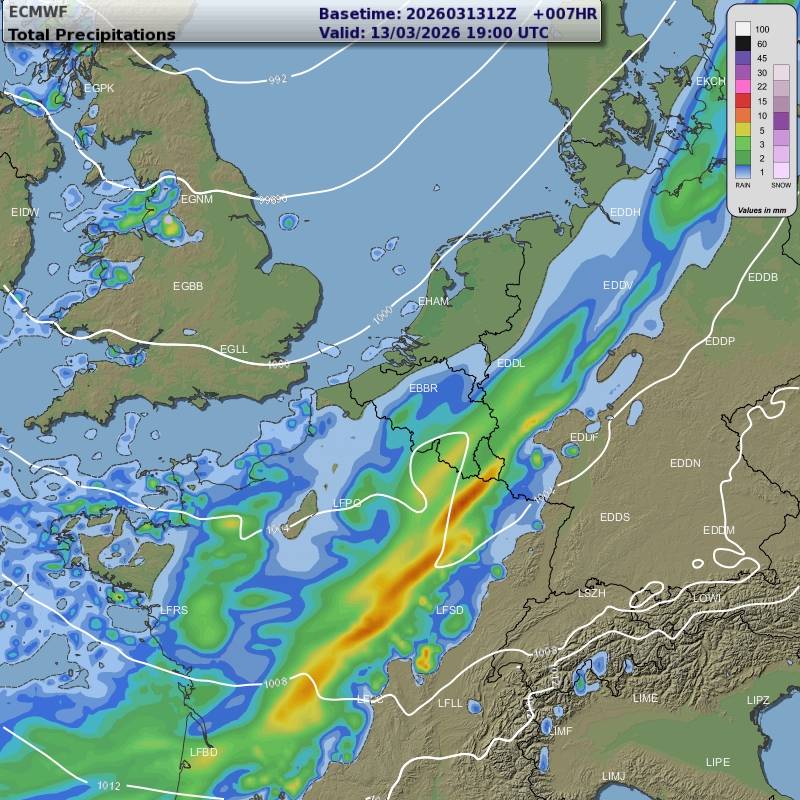 ECMWF
Basetime: 2026031312Z +007HR
Total Precipitations
Valid: 13/03/2026 19:00 UTC
100
60
45
30
22
15
10
5
3
2
1
RAIN SNOW
Values in mm
992
EGPK
EKCH
EGNM
EIDW
EDDH
EGBB
EDDV
EDDB
EHAM
1000
EGLL
EDDP
EDDL
EBBR
EDDF
EDDN
LFPG
1004
EDDS
EDDM
LSZH
LOWI
LFRS
LFSD
1008
1008
LFLL
LIME
LIPZ
LIMF
LFBD
LIPE
LIMJ
1012